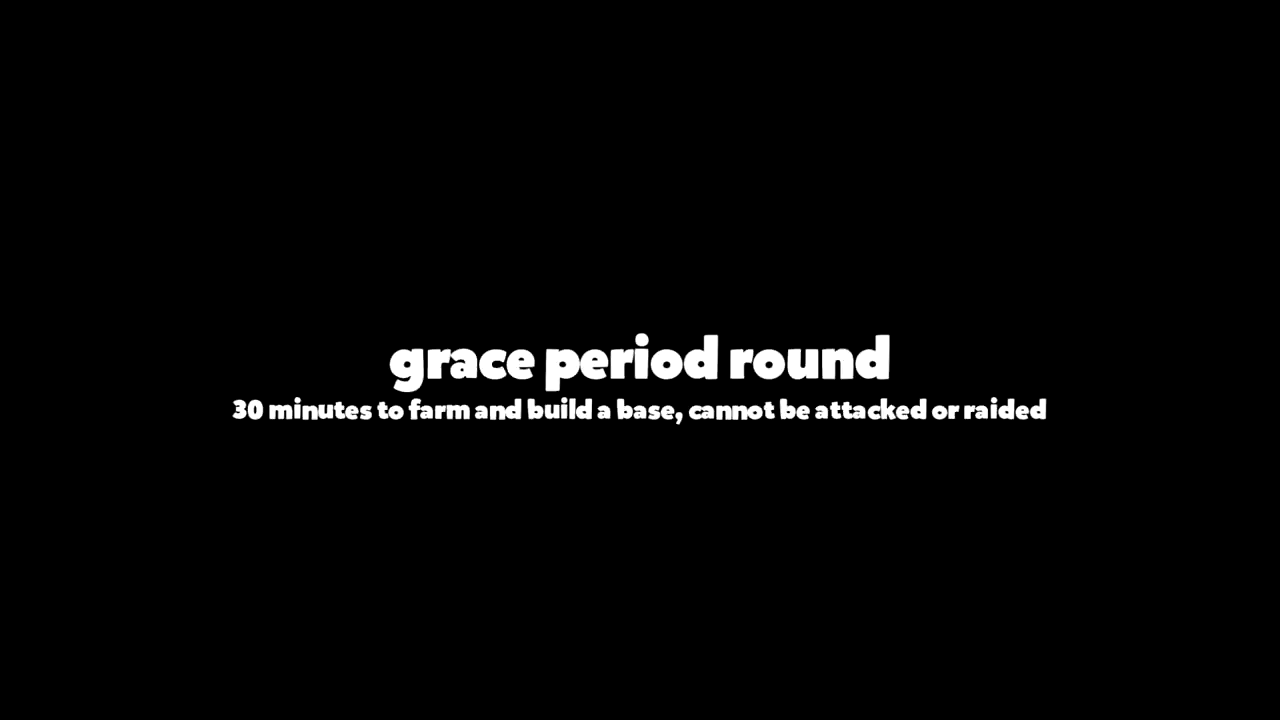 grace period round
30 minutes to farm and build a base, cannot be attacked or raided